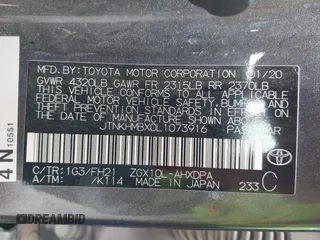 MFD.BY: TOYOTA MOTOR CORPORATION 01/20
GVWR 4320LB GAWR FR 2315LB RR 2370LB
THIS VEHICLE CONFORMS TO ALL APPLICABLE
FEDERAL MOTOR VEHICLE SAFETY, BUMPER, AND
THEFT PREVENTION STANDARDS IN EFFECT ON
THE DATE OF MANUFACTURE SHOWN ABOVE.
JTNKHMBX0L1073916 PASS. CAR
C/TR: 1G3/FH21 ZGX10L-AHXDPA
A/TM: /K114 MADE IN JAPAN 233 C
TOYOTA
4N 10551
DREAMBID